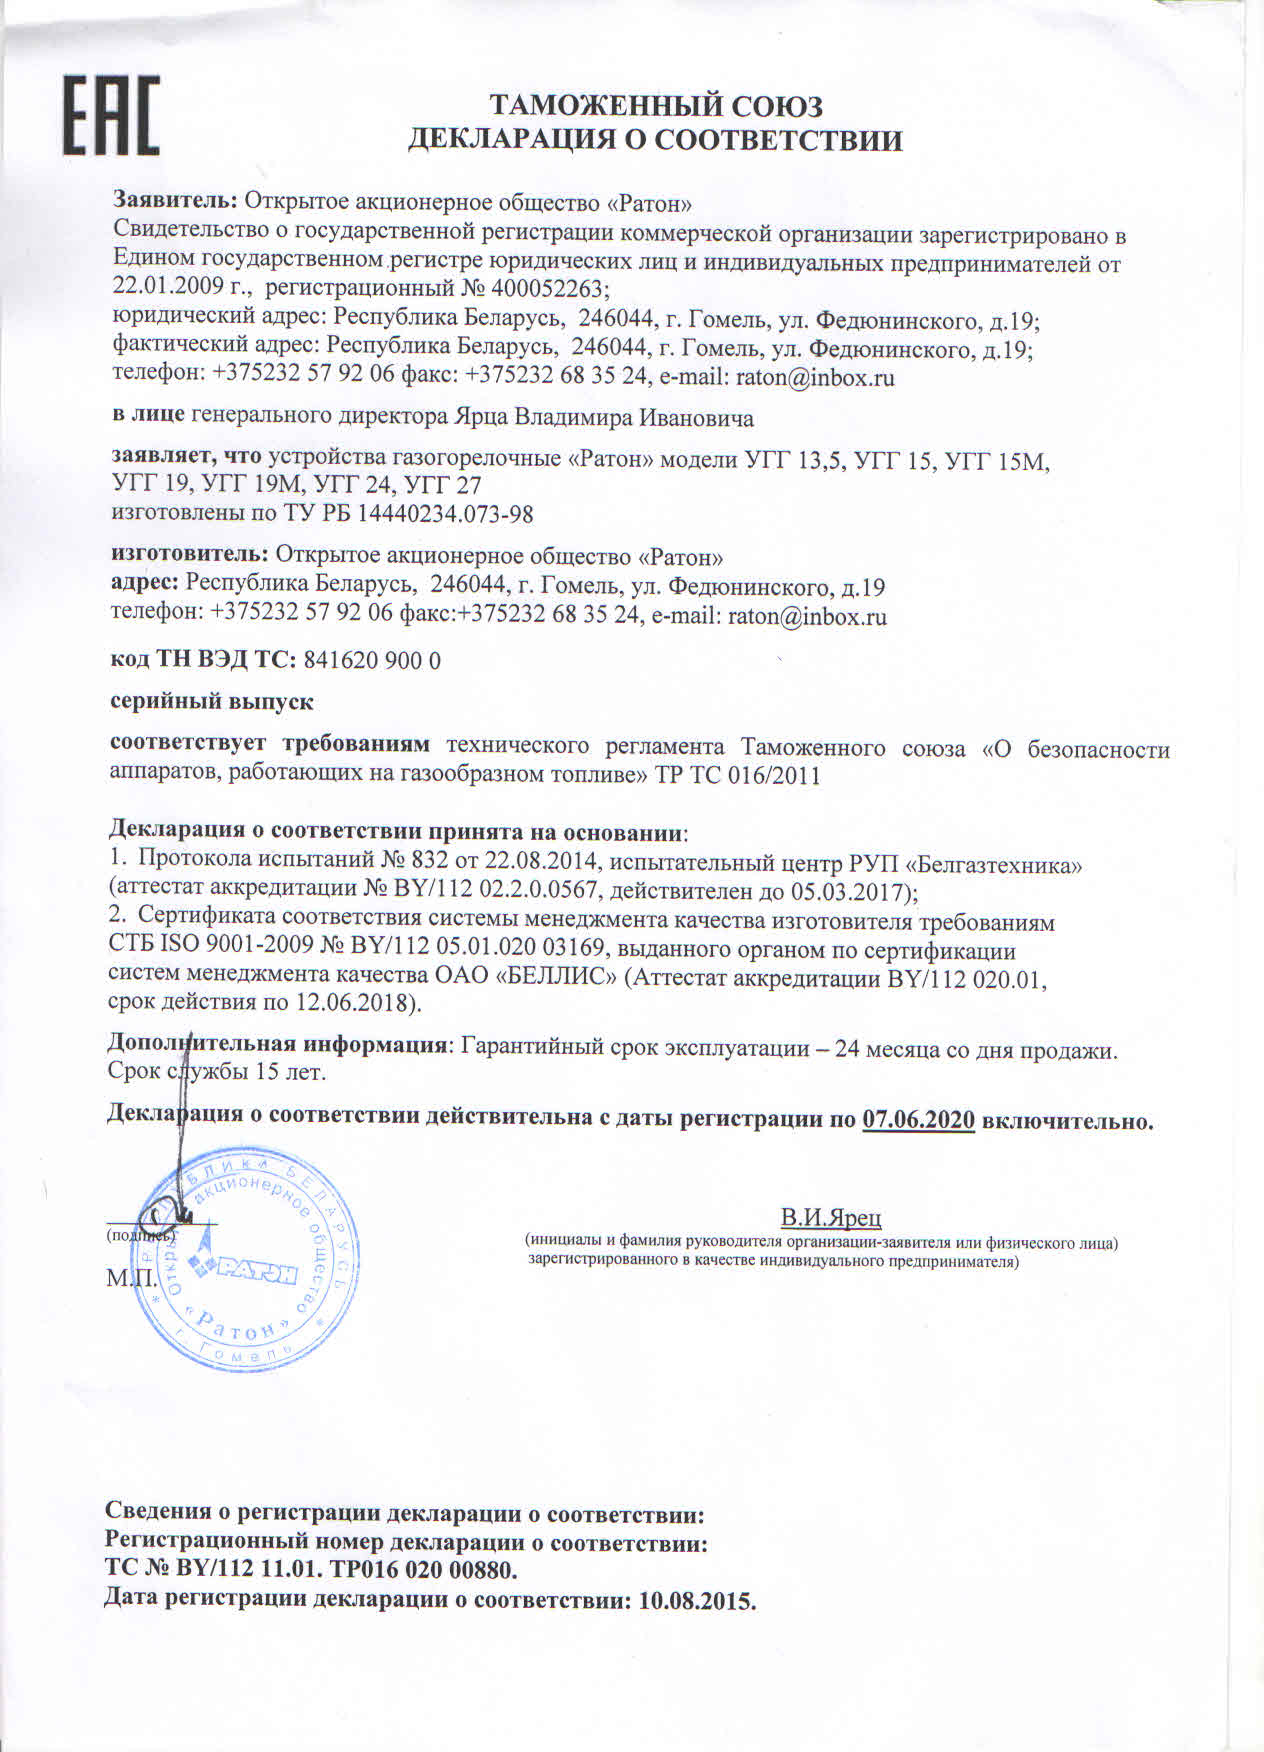 ЕАС
ТАМОЖЕННЫЙ СОЮЗ
ДЕКЛАРАЦИЯ О СООТВЕТСТВИИ
Заявитель: Открытое акционерное общество «Ратон»
Свидетельство о государственной регистрации коммерческой организации зарегистрировано в
Едином государственном регистре юридических лиц и индивидуальных предпринимателей от
22.01.2009 г., регистрационный № 400052263;
юридический адрес: Республика Беларусь, 246044, г. Гомель, ул. Федюнинского, д.19;
фактический адрес: Республика Беларусь, 246044, г. Гомель, ул. Федюнинского, д.19;
телефон: +375232 57 92 06 факс: +375232 68 35 24, e-mail: raton@inbox.ru
в лице генерального директора Ярца Владимира Ивановича
заявляет, что устройства газогорелочные «Ратон» модели УГГ 13,5, УГГ 15, УГГ 15М,
УГГ 19, УГГ 19М, УГГ 24, УГГ 27
изготовлены по ТУ РБ 14440234.073-98
изготовитель: Открытое акционерное общество «Ратон»
адрес: Республика Беларусь, 246044, г. Гомель, ул. Федюнинского, д.19
телефон: +375232 57 92 06 факс:+375232 68 35 24, e-mail: raton@inbox.ru
код ТН ВЭД ТС: 841620 900 0
серийный выпуск
соответствует требованиям технического регламента Таможенного союза «О безопасности
аппаратов, работающих на газообразном топливе» ТР ТС 016/2011
Декларация о соответствии принята на основании:
1. Протокола испытаний № 832 от 22.08.2014, испытательный центр РУП «Белгазтехника»
(аттестат аккредитации № BY/112 02.2.0.0567, действителен до 05.03.2017);
2. Сертификата соответствия системы менеджмента качества изготовителя требованиям
СТБ ISO 9001-2009 № BY/112 05.01.020 03169, выданного органом по сертификации
систем менеджмента качества ОАО «БЕЛЛИС» (Аттестат аккредитации BY/112 020.01,
срок действия по 12.06.2018).
Дополнительная информация: Гарантийный срок эксплуатации – 24 месяца со дня продажи.
Срок службы 15 лет.
Декларация о соответствии действительна с даты регистрации по 07.06.2020 включительно.
В.И.Ярец
(подпись)
(инициалы и фамилия руководителя организации-заявителя или физического лица)
зарегистрированного в качестве индивидуального предпринимателя)
М.П.
* РЕСПУБЛИКА БЕЛАРУСЬ *
г. Гомель
Открытое акционерное общество
«Ратон»
РАТОН
Сведения о регистрации декларации о соответствии:
Регистрационный номер декларации о соответствии:
ТС № BY/112 11.01. ТР016 020 00880.
Дата регистрации декларации о соответствии: 10.08.2015.